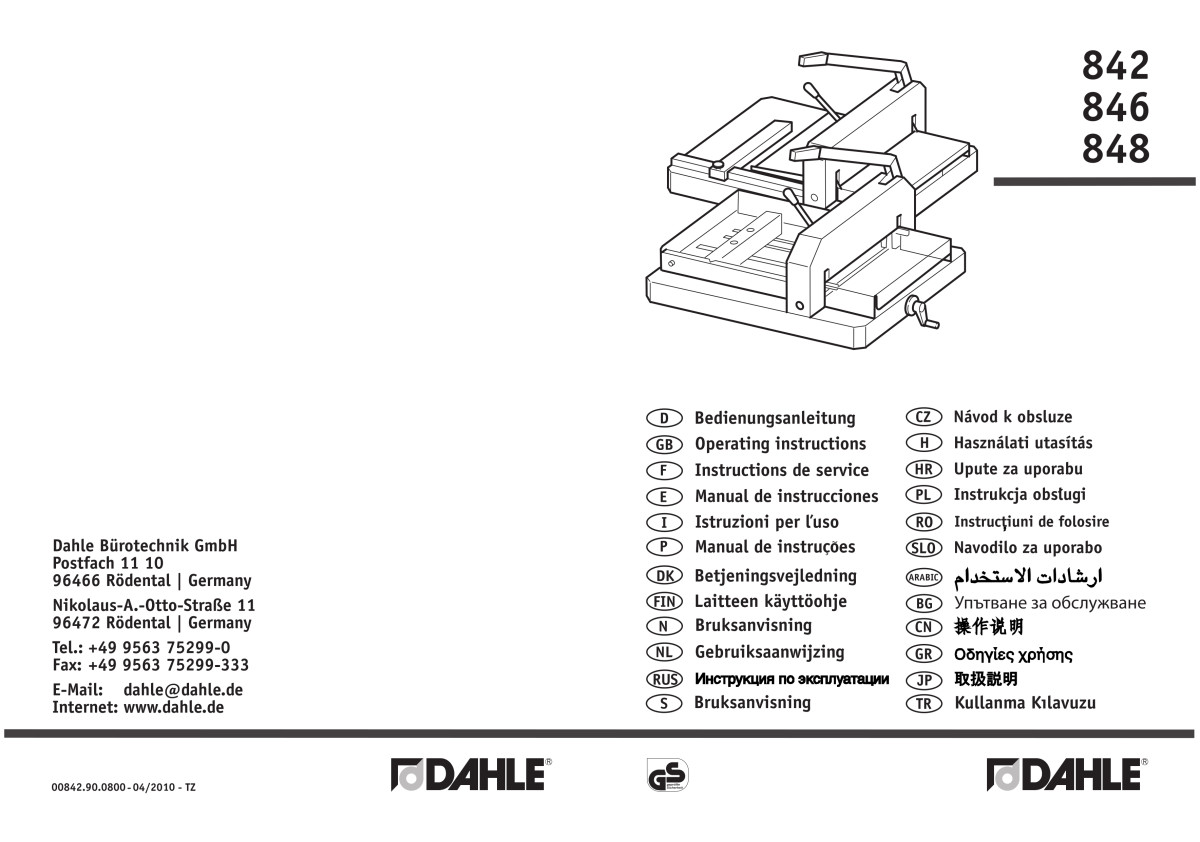 842
846
848
D Bedienungsanleitung
GB Operating instructions
F Instructions de service
E Manual de instrucciones
I Istruzioni per l'uso
P Manual de instruções
DK Betjeningsvejledning
FIN Laitteen käyttöohje
N Bruksanvisning
NL Gebruiksaanwijzing
RUS Инструкция по эксплуатации
S Bruksanvisning
CZ Návod k obsluze
H Használati utasítás
HR Upute za uporabu
PL Instrukcja obsługi
RO Instrucţiuni de folosire
SLO Navodilo za uporabo
ARABIC ارشادات الاستخدام
BG Упътване за обслужване
CN 操作说明
GR Οδηγίες χρήσης
JP 取扱説明
TR Kullanma Kılavuzu
Dahle Bürotechnik GmbH
Postfach 11 10
96466 Rödental | Germany
Nikolaus-A.-Otto-Straße 11
96472 Rödental | Germany
Tel.: +49 9563 75299-0
Fax: +49 9563 75299-333
E-Mail: dahle@dahle.de
Internet: www.dahle.de
00842.90.0800 - 04/2010 - TZ
DAHLE®
GS
geprüfte
Sicherheit
DAHLE®